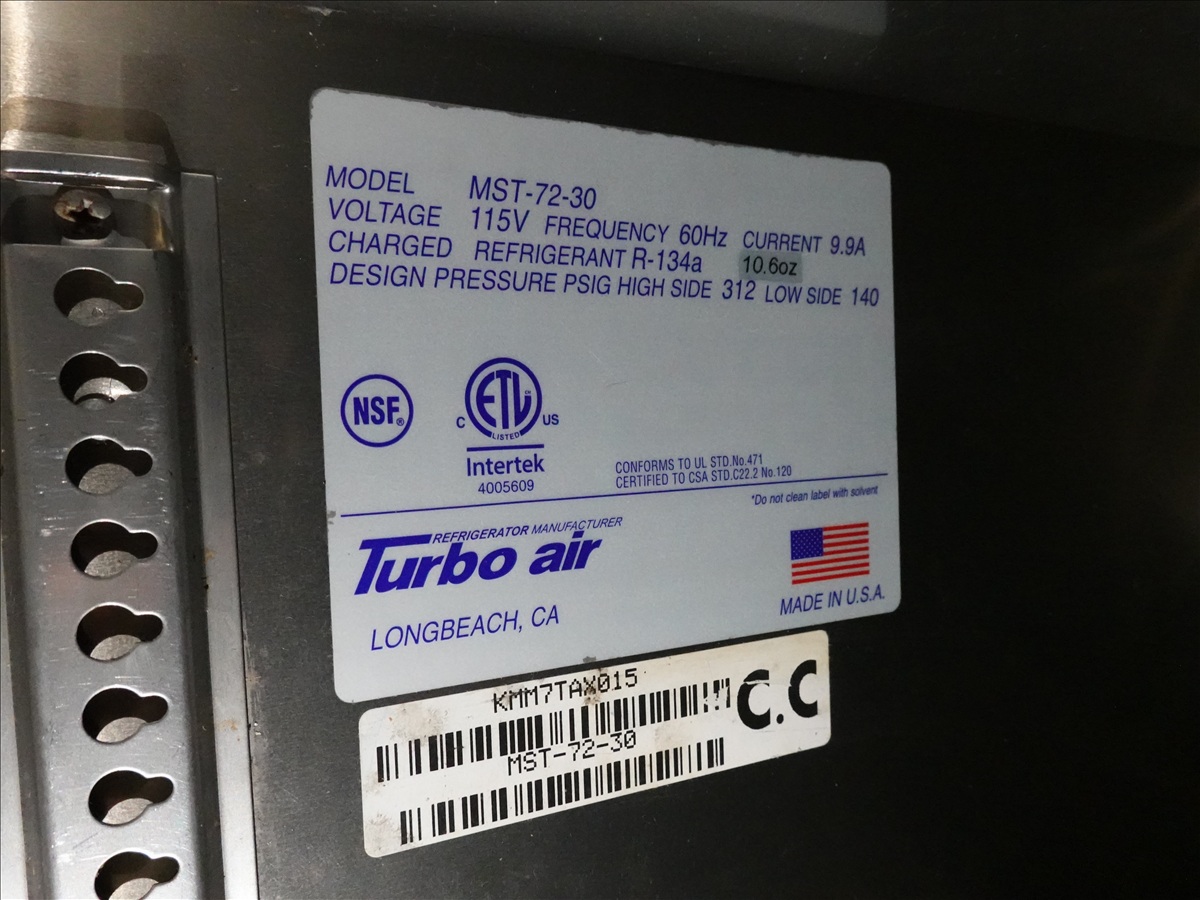 MODEL MST-72-30
VOLTAGE 115V FREQUENCY 60Hz CURRENT 9.9A
CHARGED REFRIGERANT R-134a 10.6oz
DESIGN PRESSURE PSIG HIGH SIDE 312 LOW SIDE 140
NSF®
C ETL CM LISTED US
Intertek
4005609
CONFORMS TO UL STD.No.471
CERTIFIED TO CSA STD.C22.2 No.120
*Do not clean label with solvent
REFRIGERATOR MANUFACTURER
Turbo air
LONGBEACH, CA
MADE IN U.S.A.
KMM7TAX015
C.C
MST-72-30